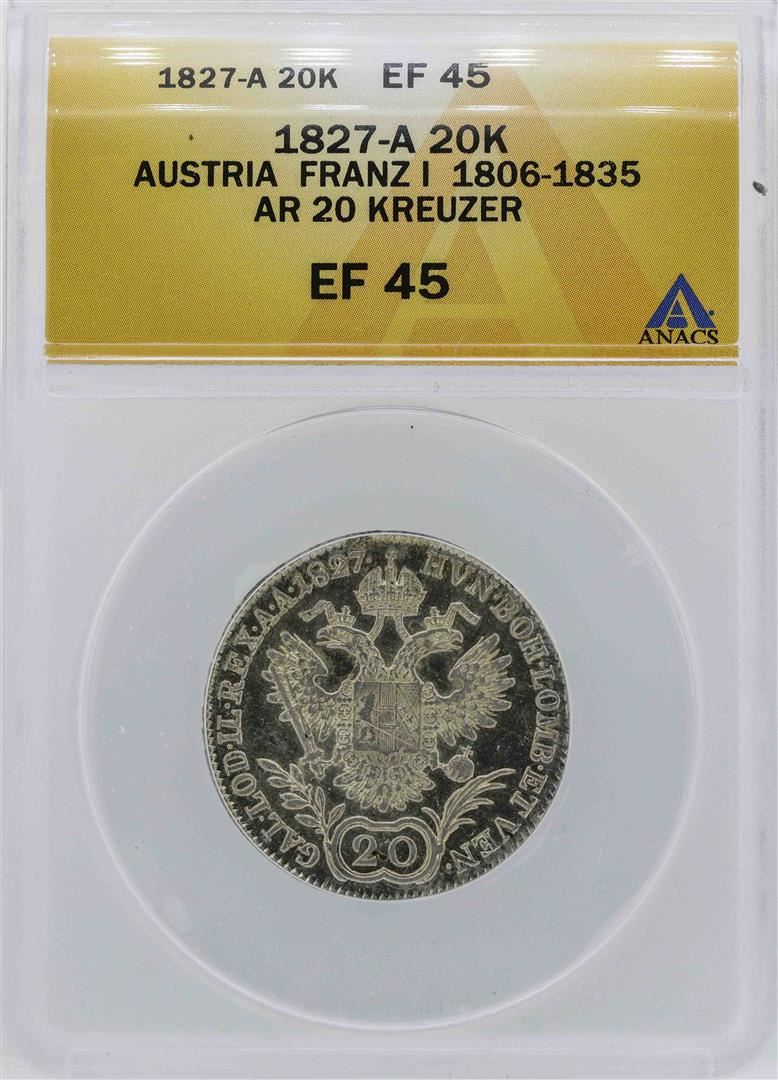 1827-A 20K EF 45
1827-A 20K
AUSTRIA FRANZ I 1806-1835
AR 20 KREUZER
EF 45
ANACS
HVN·BOH·LOMB·ET VEN·
GAL·LOD·IL·REX·A·A·1827·
20